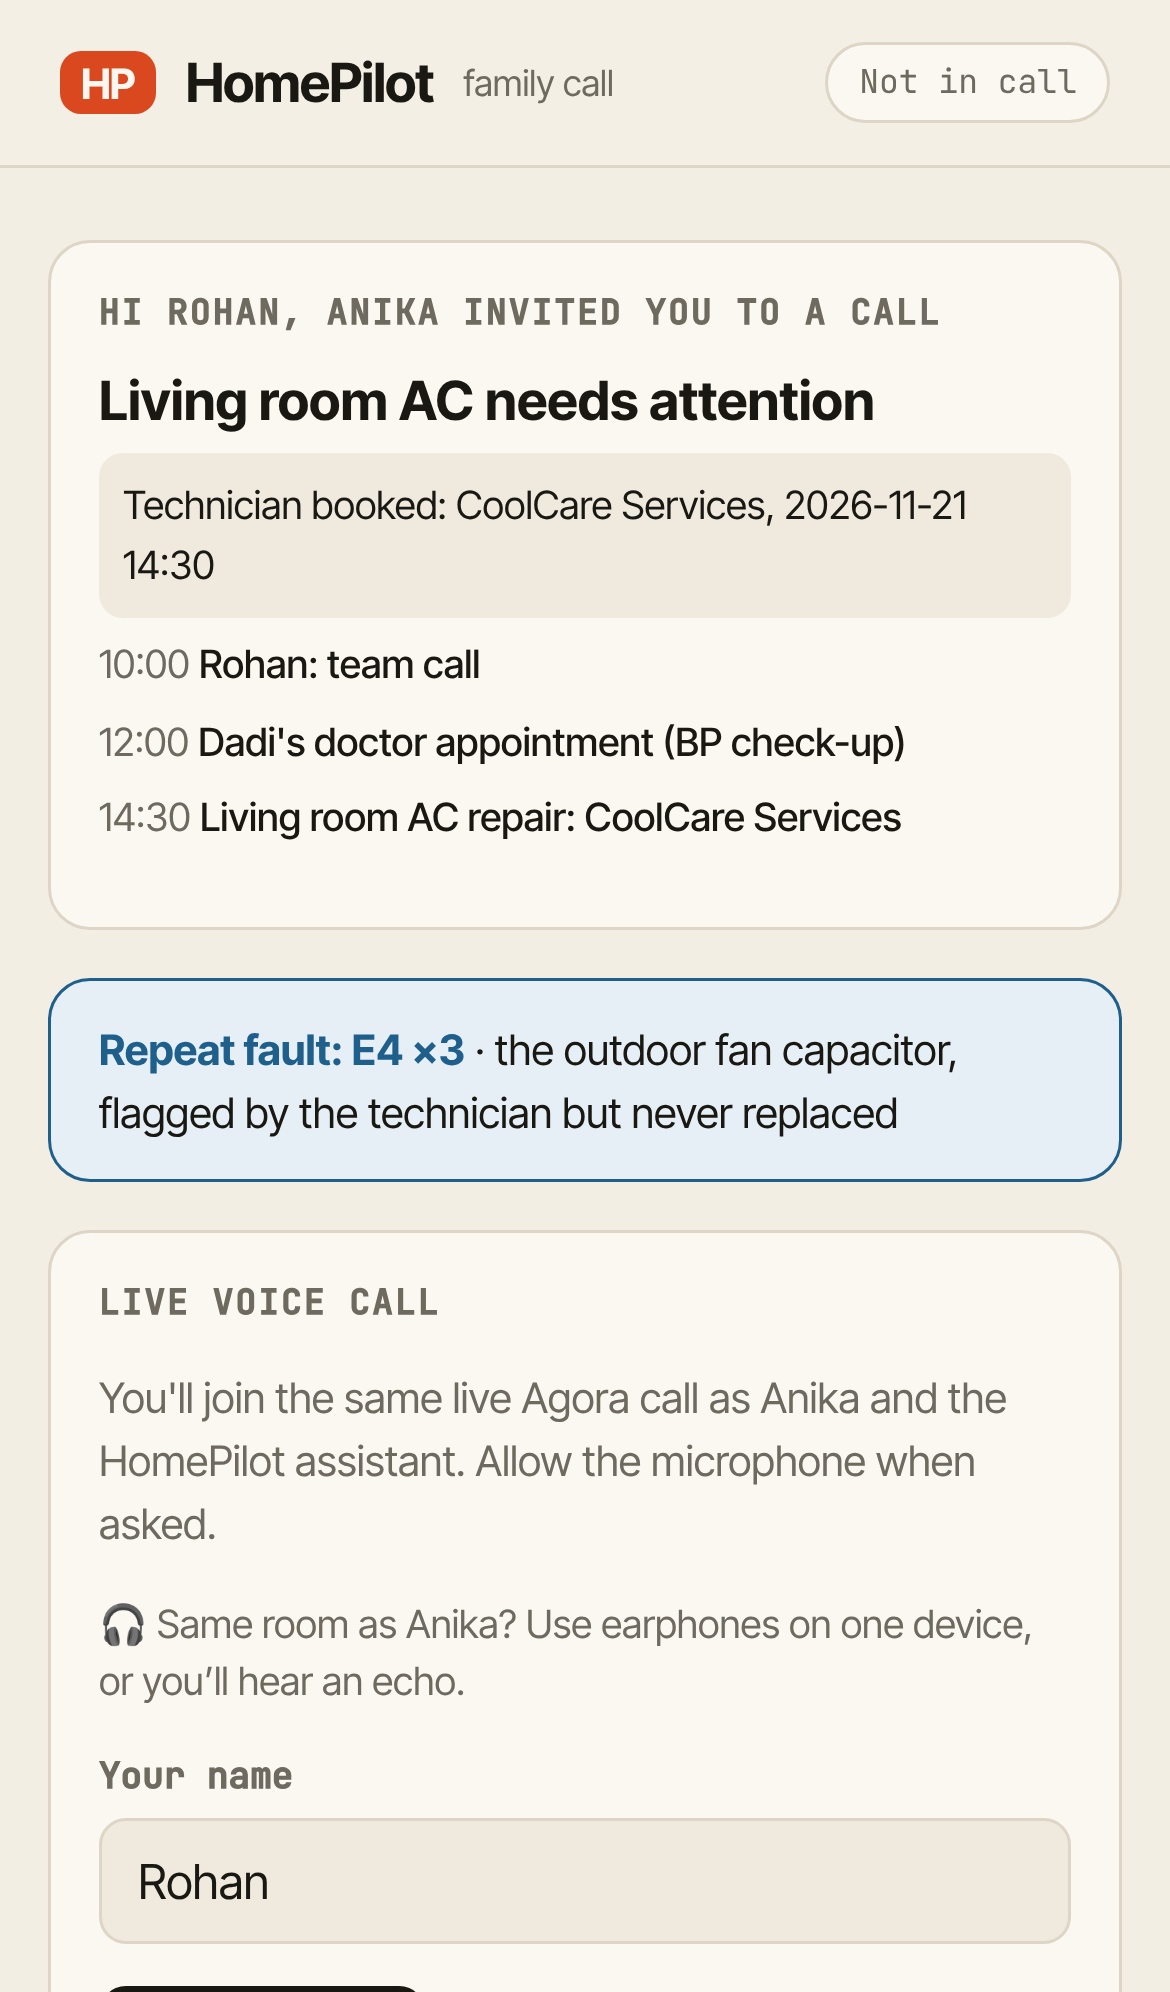 HP HomePilot family call Not in call
HI ROHAN, ANIKA INVITED YOU TO A CALL
Living room AC needs attention
Technician booked: CoolCare Services, 2026-11-21
14:30
10:00 Rohan: team call
12:00 Dadi's doctor appointment (BP check-up)
14:30 Living room AC repair: CoolCare Services
Repeat fault: E4 ×3 · the outdoor fan capacitor,
flagged by the technician but never replaced
LIVE VOICE CALL
You'll join the same live Agora call as Anika and the
HomePilot assistant. Allow the microphone when
asked.
🎧 Same room as Anika? Use earphones on one device,
or you’ll hear an echo.
Your name
Rohan